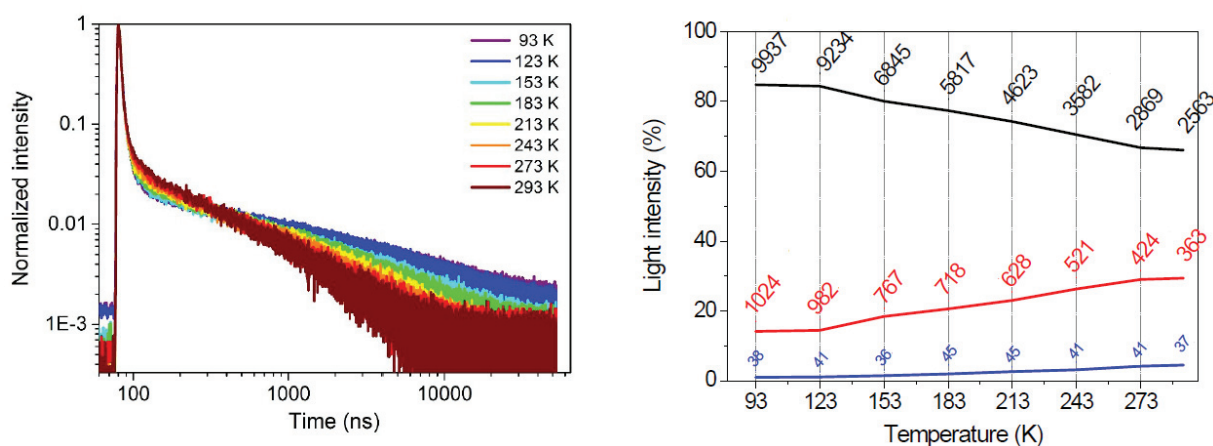 Normalized intensity
1
0.1
0.01
1E-3
93 K
123 K
153 K
183 K
213 K
243 K
273 K
293 K
100 1000 10000
Time (ns)
Light intensity (%)
100
80
60
40
20
0
9937 9234 6845 5817 4623 3582 2869 2563
1024 982 767 718 628 521 424 363
38 41 36 45 45 41 41 37
93 123 153 183 213 243 273
Temperature (K)